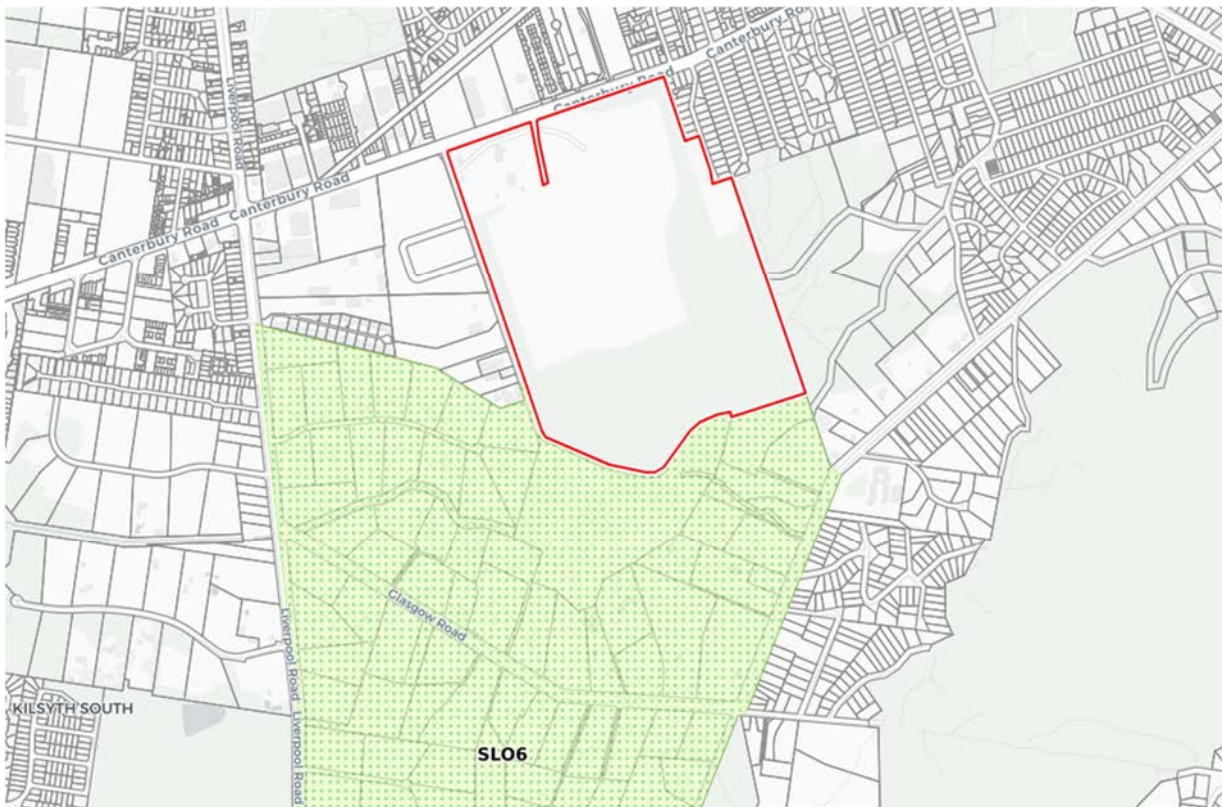 Canterbury Road
Canterbury Road
Liverpool Road
Canterbury Road Canterbury Road
Glasgow Road
Liverpool Road Liverpool Road
KILSYTH SOUTH
SLO6